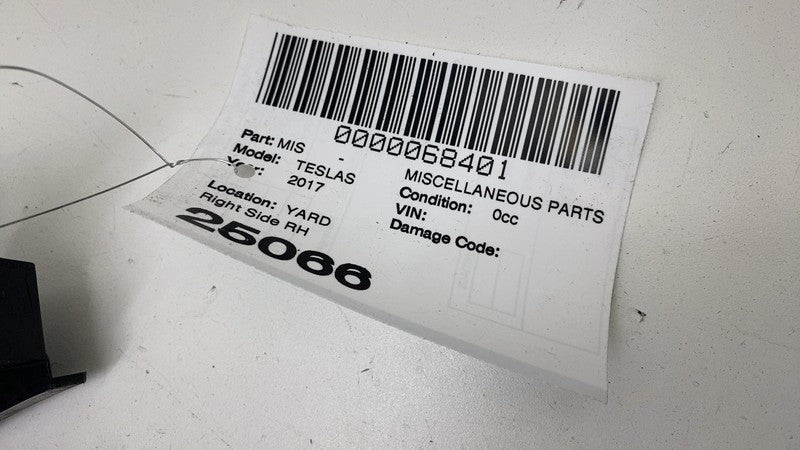 0000068401
Part: MIS - MISCELLANEOUS PARTS
Model: TESLAS Condition: 0cc
Year: 2017 VIN:
Damage Code:
Location: YARD
Right Side RH
25066